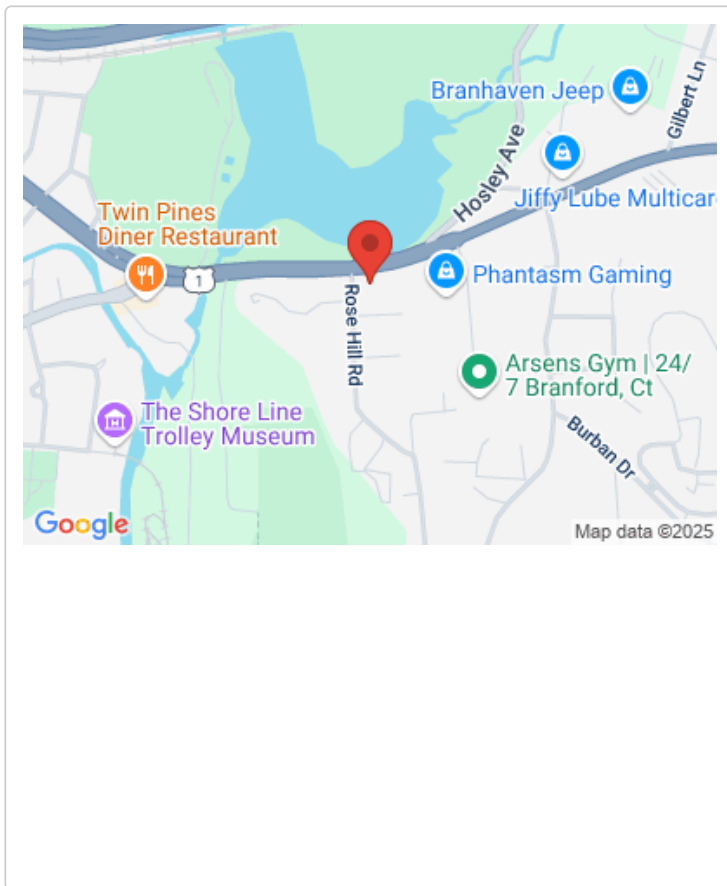 Branhaven Jeep
Gilbert Ln
Hosley Ave
Jiffy Lube Multicar
Twin Pines
Diner Restaurant
1
Phantasm Gaming
Rose Hill Rd
Arsens Gym | 24/
7 Branford, Ct
The Shore Line
Trolley Museum
Burban Dr
Google
Map data ©2025